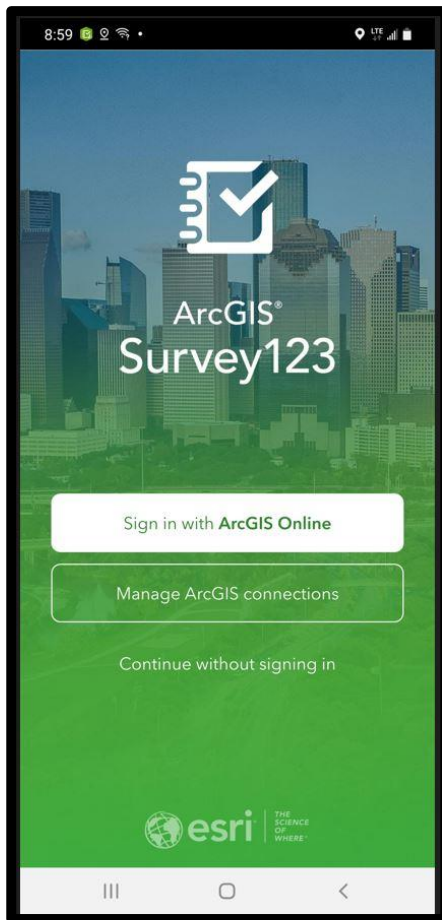 8:59
LTE
ArcGIS®
Survey123
Sign in with ArcGIS Online
Manage ArcGIS connections
Continue without signing in
esri
THE
SCIENCE
OF
WHERE®